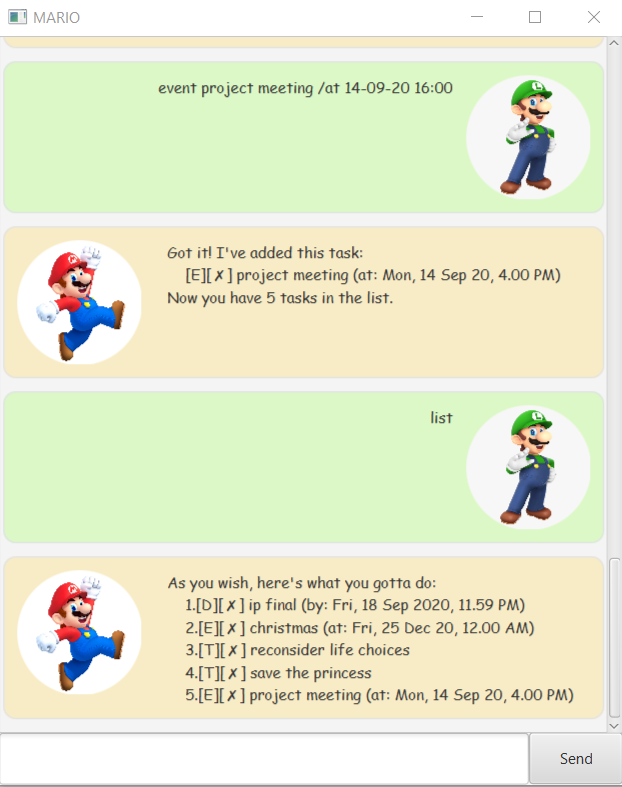 MARIO
event project meeting /at 14-09-20 16:00
L
Got it! I've added this task:
[E][✗] project meeting (at: Mon, 14 Sep 20, 4.00 PM)
Now you have 5 tasks in the list.
list
L
As you wish, here's what you gotta do:
1.[D][✗] ip final (by: Fri, 18 Sep 2020, 11.59 PM)
2.[E][✗] christmas (at: Fri, 25 Dec 20, 12.00 AM)
3.[T][✗] reconsider life choices
4.[T][✗] save the princess
5.[E][✗] project meeting (at: Mon, 14 Sep 20, 4.00 PM)
Send